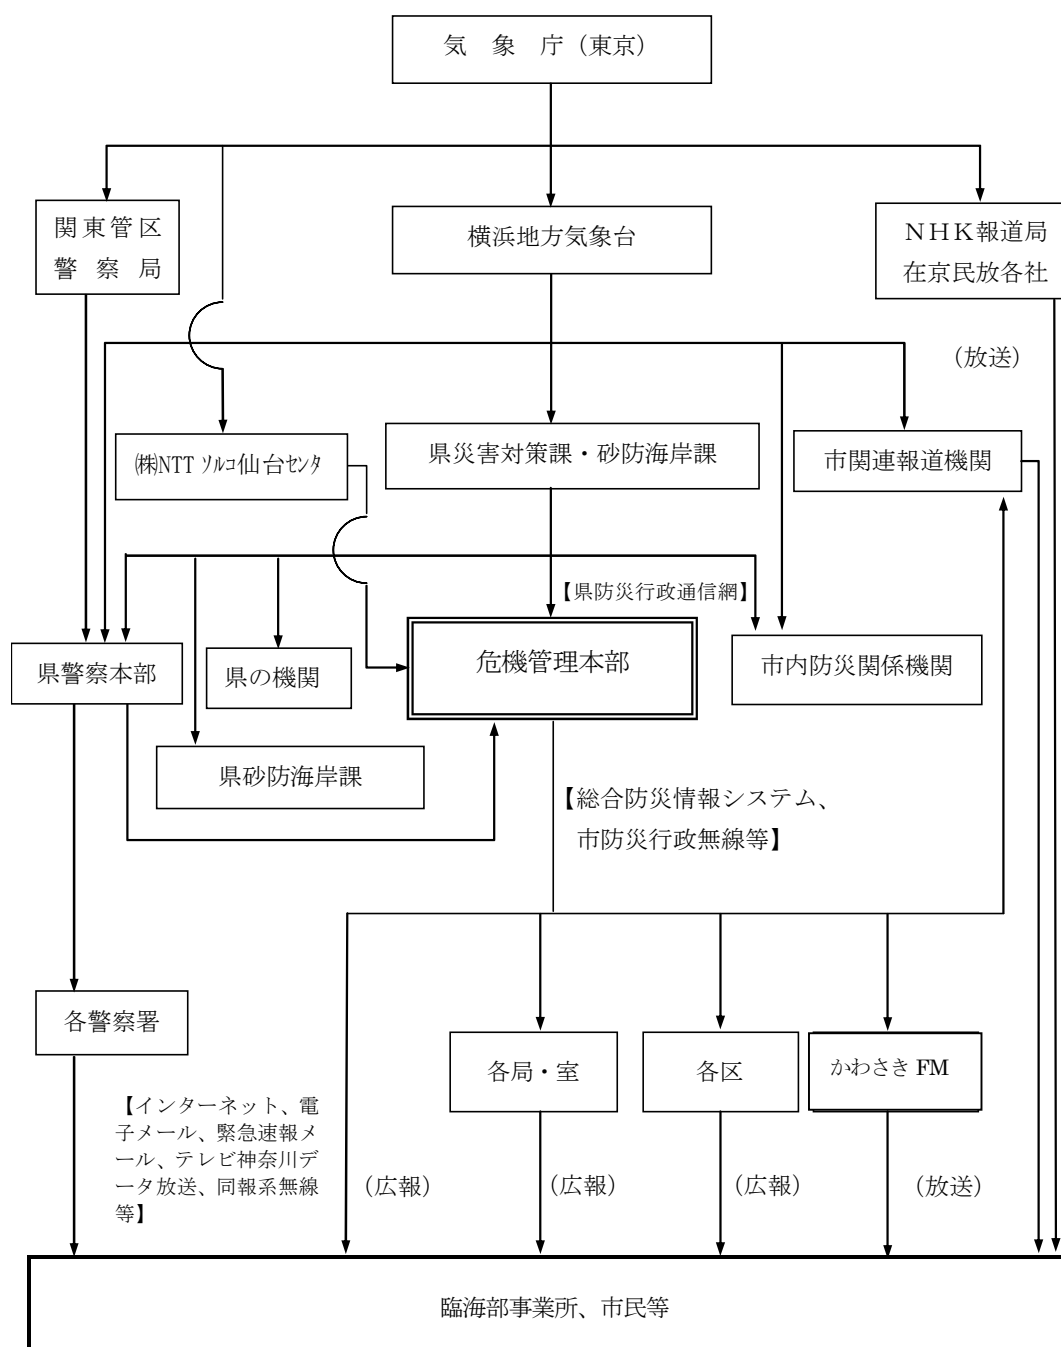 気象庁（東京）
関東管区
警察局
横浜地方気象台
ＮＨＫ報道局
在京民放各社
（放送）
㈱NTT ソルコ仙台センタ
県災害対策課・砂防海岸課
市関連報道機関
【県防災行政通信網】
県警察本部
県の機関
危機管理本部
市内防災関係機関
県砂防海岸課
【総合防災情報システム、
市防災行政無線等】
各警察署
各局・室
各区
かわさき FM
【インターネット、電
子メール、緊急速報メ
ール、テレビ神奈川デ
ータ放送、同報系無線
等】
（広報）
（広報）
（広報）
（放送）
臨海部事業所、市民等